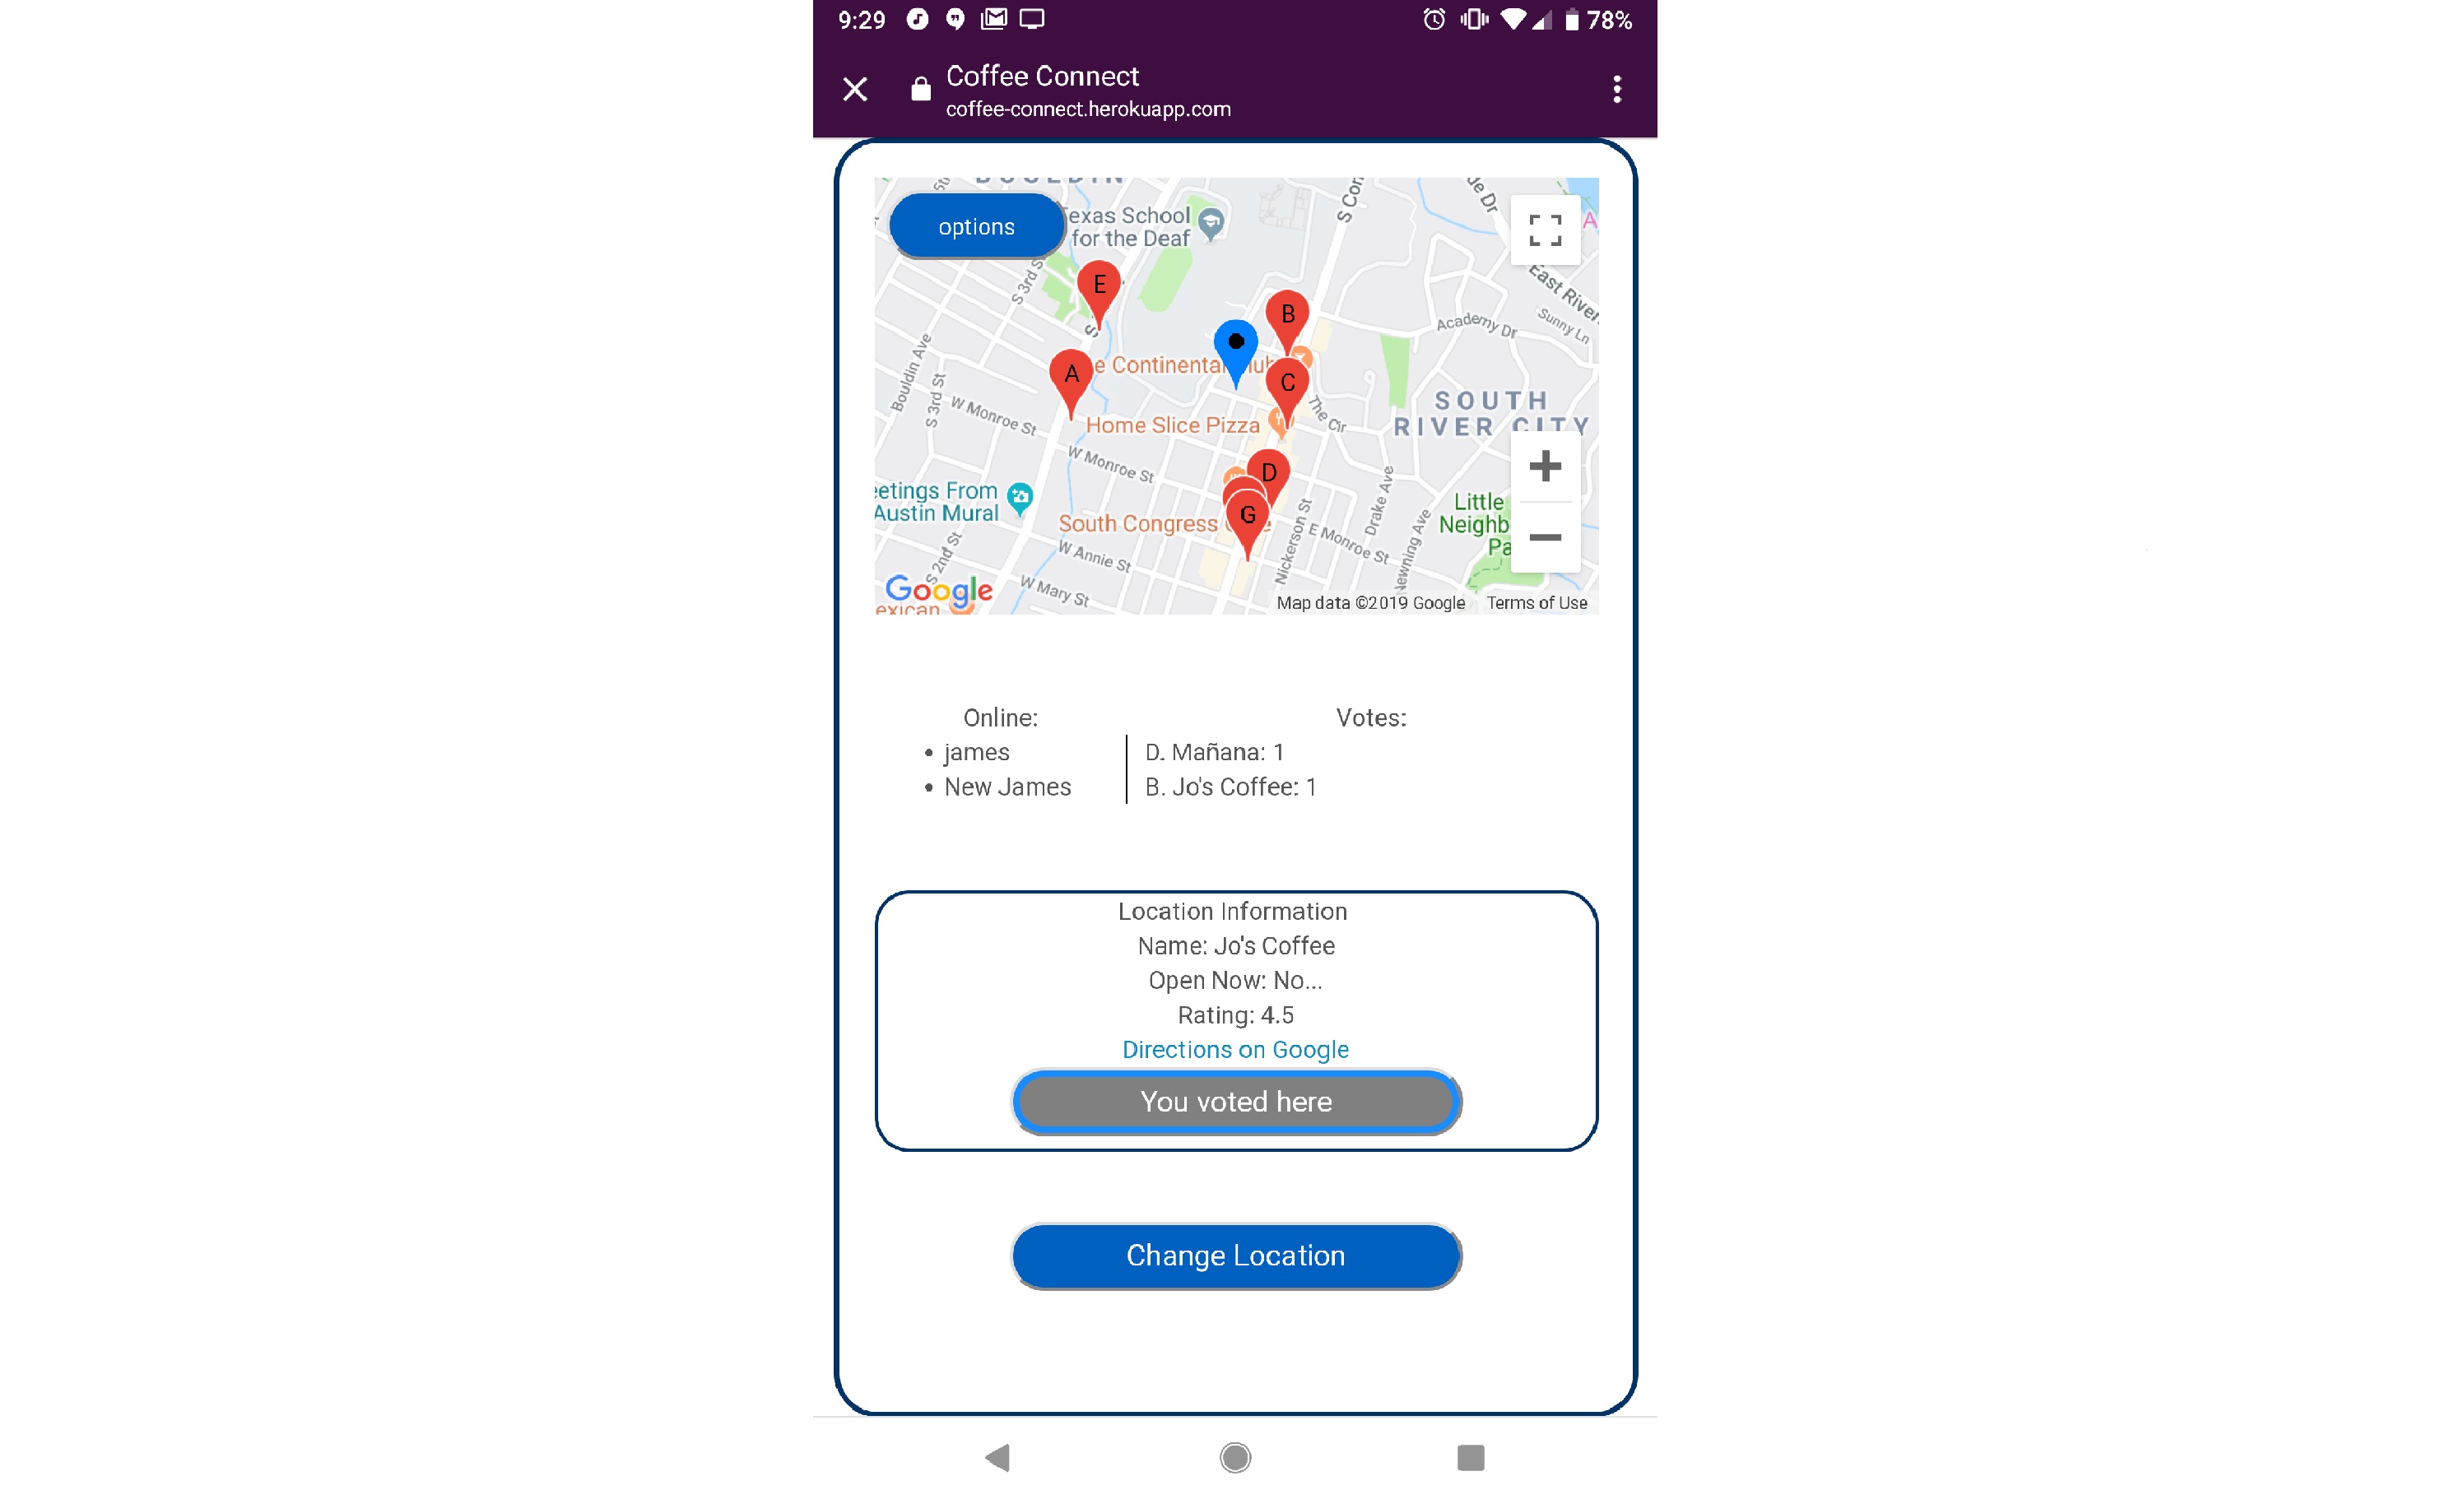 9:29
78%
Coffee Connect
coffee-connect.herokuapp.com
options
Texas School
for the Deaf
S 3rd S
E
B
A
C
D
G
Academy Dr
East River
Sunny Ln
Bouldin Ave
S 3rd St
W Monroe St
Home Slice Pizza
The Cir
SOUTH
RIVER CITY
W Monroe St
etings From
Austin Mural
South Congress
Nickerson St
Drake Ave
E Monroe St
Newning Ave
Little
Neighb
Pa
S 2nd St
W Annie St
W Mary St
Google
exican
Map data ©2019 Google
Terms of Use
Online:
Votes:
• james
D. Mañana: 1
• New James
B. Jo's Coffee: 1
Location Information
Name: Jo's Coffee
Open Now: No...
Rating: 4.5
Directions on Google
You voted here
Change Location